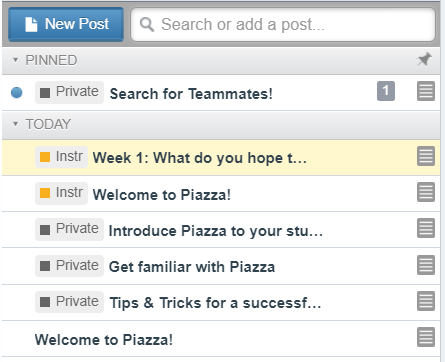 New Post Search or add a post...
PINNED
Private Search for Teammates! 1
TODAY
Instr Week 1: What do you hope t...
Instr Welcome to Piazza!
Private Introduce Piazza to your stu...
Private Get familiar with Piazza
Private Tips & Tricks for a successf...
Welcome to Piazza!